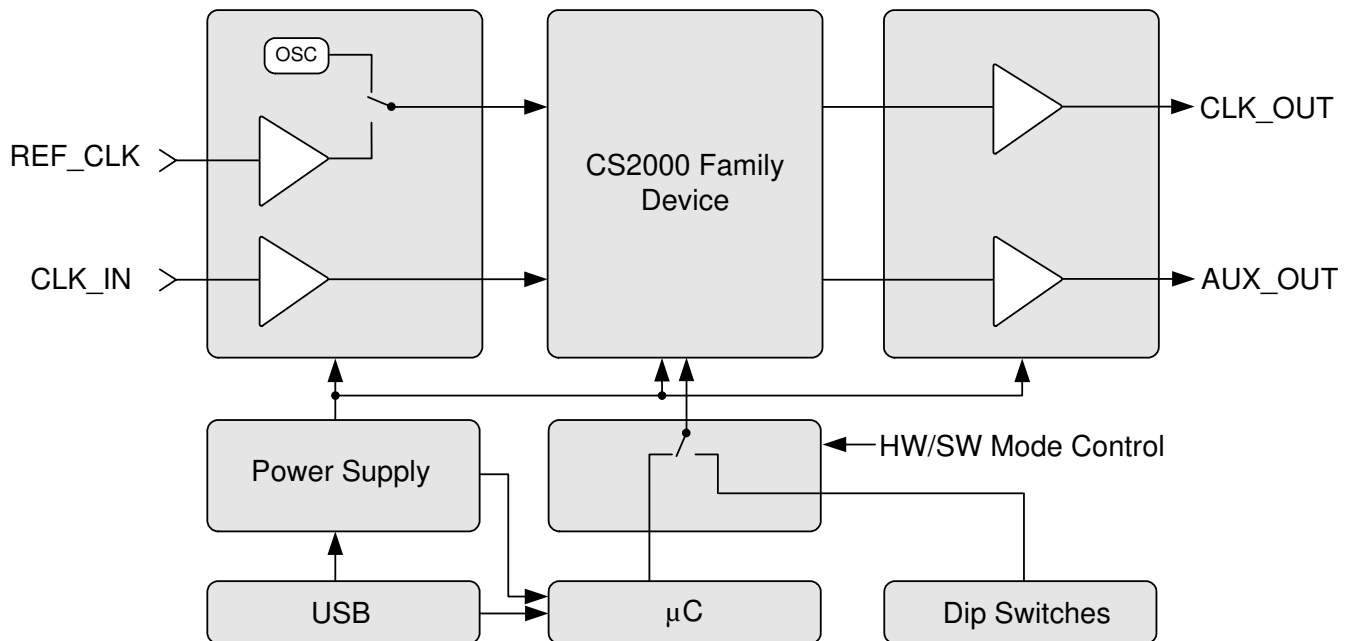 OSC
REF_CLK
CLK_IN
CS2000 Family
Device
CLK_OUT
AUX_OUT
Power Supply
HW/SW Mode Control
USB
μC
Dip Switches